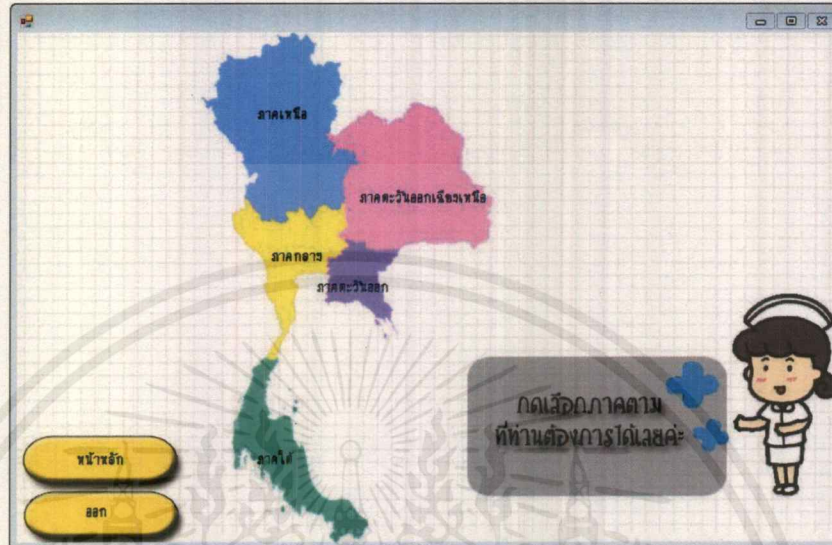 ภาคเหนือ
ภาคตะวันออกเฉียงเหนือ
ภาคกลาง
ภาคตะวันออก
กดเลือกภาคตาม
ที่ท่านต้องการได้เลยค่ะ
ภาคใต้
หน้าหลัก
ออก